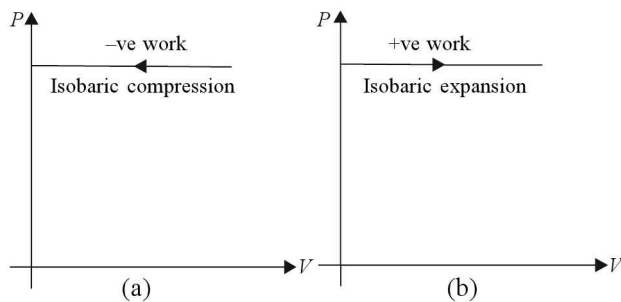 P
–ve work
Isobaric compression
V
(a)
P
+ve work
Isobaric expansion
V
(b)